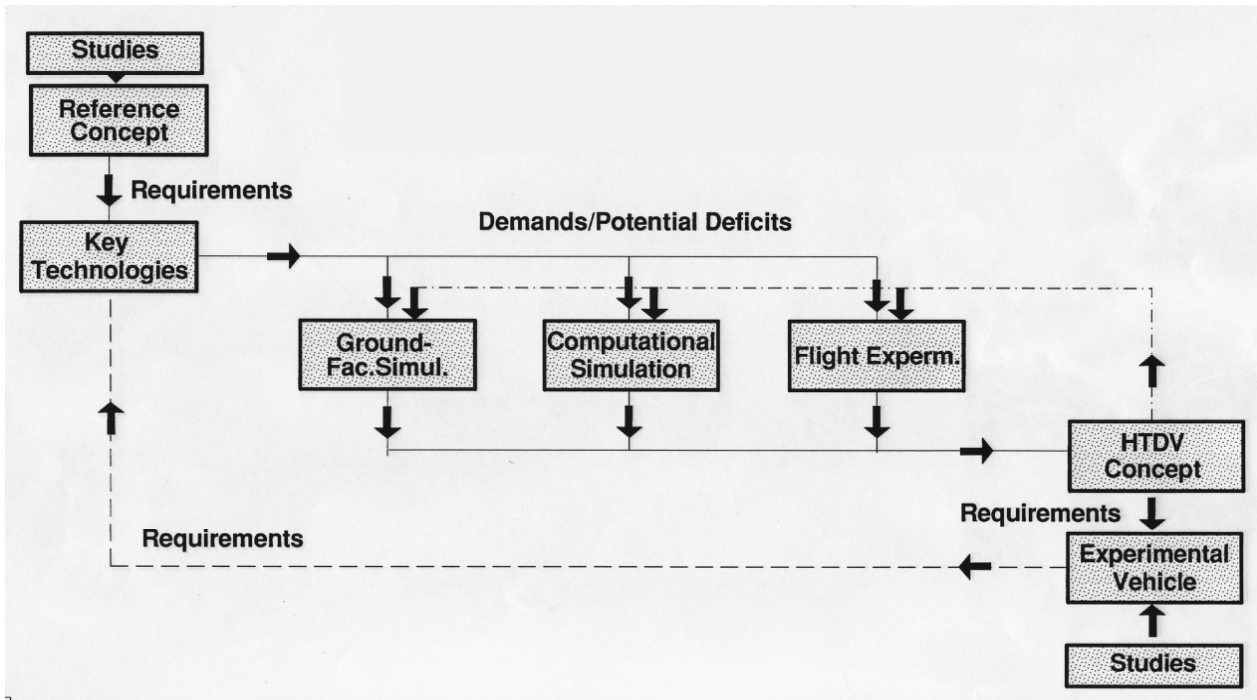 Studies
Reference
Concept
Requirements
Key
Technologies
Demands/Potential Deficits
Ground-
Fac.Simul.
Computational
Simulation
Flight Experm.
HTDV
Concept
Requirements
Requirements
Experimental
Vehicle
Studies